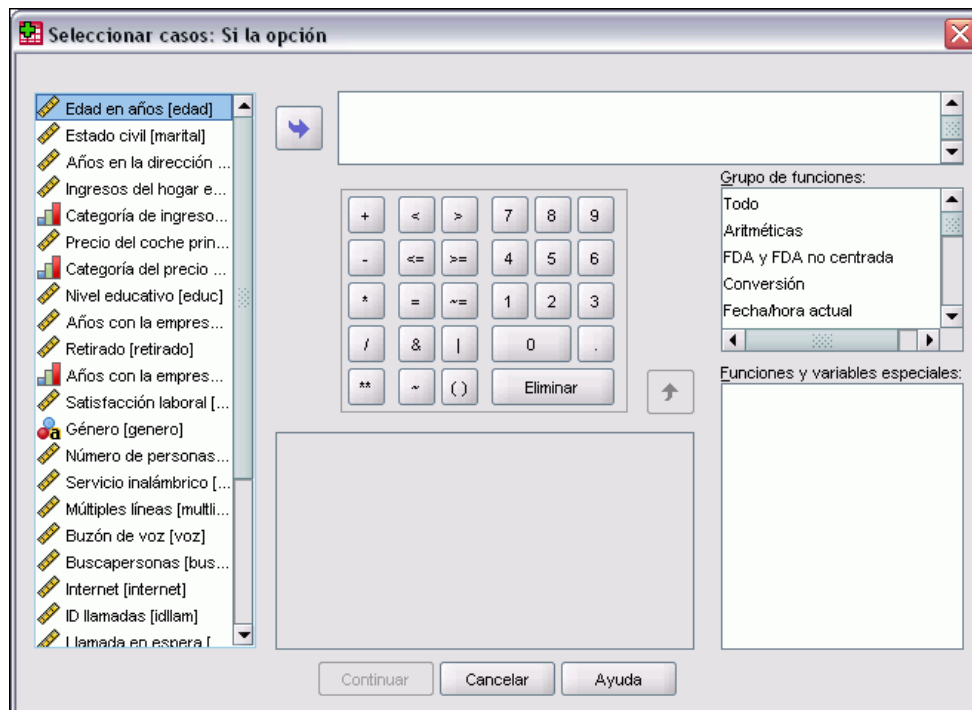 Seleccionar casos: Si la opción
Edad en años [edad]
Estado civil [marital]
Años en la dirección ...
Ingresos del hogar e...
Categoría de ingreso...
Precio del coche prin...
Categoría del precio ...
Nivel educativo [educ]
Años con la empres...
Retirado [retirado]
Años con la empres...
Satisfacción laboral [...
Género [genero]
Número de personas...
Servicio inalámbrico [...
Múltiples líneas [multli...
Buzón de voz [voz]
Buscapersonas [bus...
Internet [internet]
ID llamadas [idllam]
Llamada en espera [...
+ < > 7 8 9
- <= >= 4 5 6
* = ~= 1 2 3
/ & | 0 .
** ~ ( ) Eliminar
Grupo de funciones:
Todo
Aritméticas
FDA y FDA no centrada
Conversión
Fecha/hora actual
Funciones y variables especiales:
Continuar Cancelar Ayuda